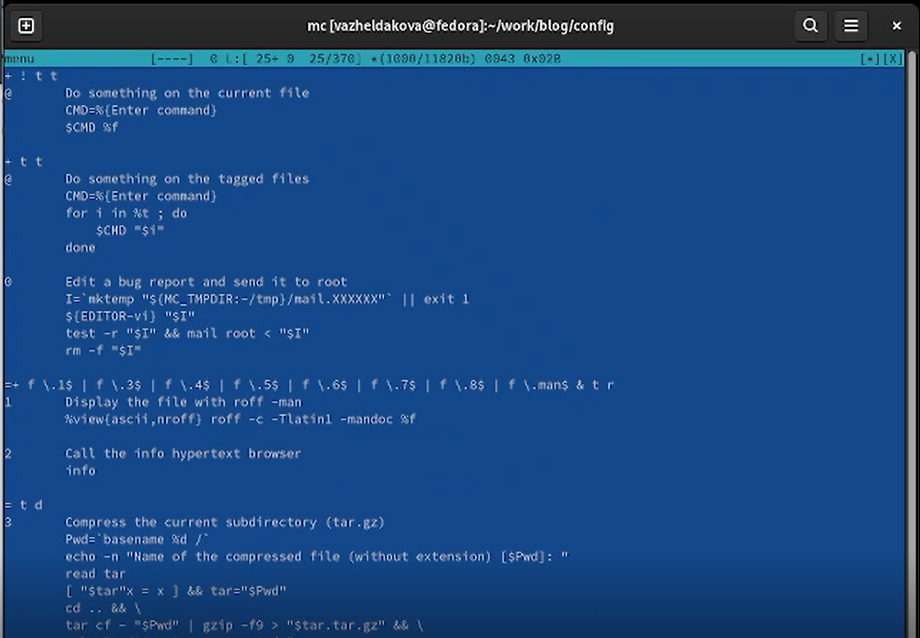 mc [vazheldakova@fedora]:~/work/blog/config
menu [----] 0 L:[ 25+ 0 25/370] *(1000/11820b) 0043 0x02B [*][X]
+ ! t t
@ Do something on the current file
CMD=%{Enter command}
$CMD %f
+ t t
@ Do something on the tagged files
CMD=%{Enter command}
for i in %t ; do
$CMD "$i"
done
0 Edit a bug report and send it to root
I=`mktemp "${MC_TMPDIR:-/tmp}/mail.XXXXXX"` || exit 1
${EDITOR-vi} "$I"
test -r "$I" && mail root < "$I"
rm -f "$I"
=+ f \.1$ | f \.3$ | f \.4$ | f \.5$ | f \.6$ | f \.7$ | f \.8$ | f \.man$ & t r
1 Display the file with roff -man
%view{ascii,nroff} roff -c -Tlatin1 -mandoc %f
2 Call the info hypertext browser
info
= t d
3 Compress the current subdirectory (tar.gz)
Pwd=`basename %d /`
echo -n "Name of the compressed file (without extension) [$Pwd]: "
read tar
[ "$tar"x = x ] && tar="$Pwd"
cd .. && \
tar cf - "$Pwd" | gzip -f9 > "$tar.tar.gz" && \